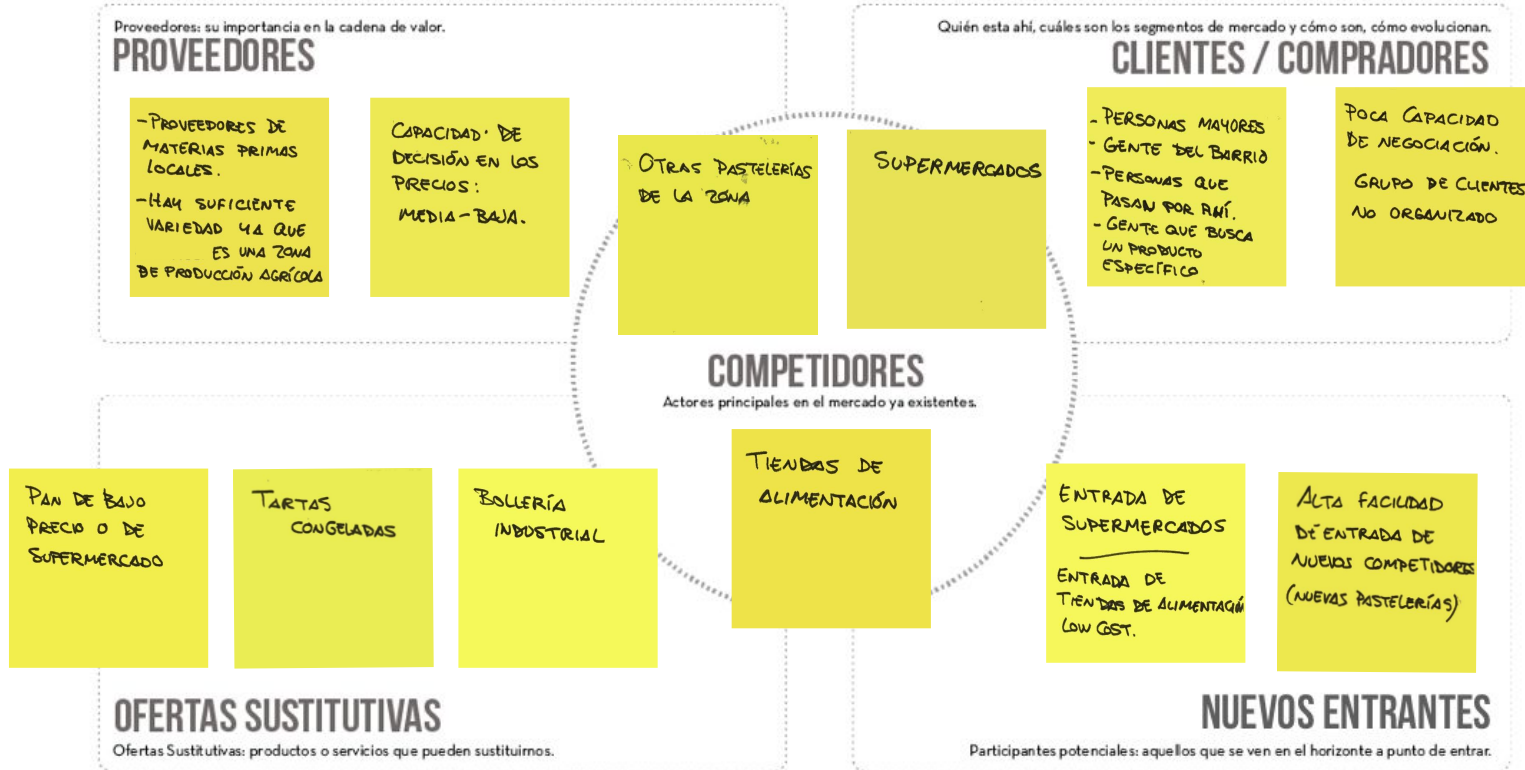 Proveedores: su importancia en la cadena de valor.
PROVEEDORES
-PROVEEDORES DE
MATERIAS PRIMAS
LOCALES.
-HAY SUFICIENTE
VARIEDAD YA QUE
ES UNA ZONA
DE PRODUCCIÓN AGRÍCOLA
CAPACIDAD DE
DECISIÓN EN LOS
PRECIOS:
MEDIA-BAJA.
Quién esta ahí, cuáles son los segmentos de mercado y cómo son, cómo evolucionan.
CLIENTES / COMPRADORES
- PERSONAS MAYORES
- GENTE DEL BARRIO
- PERSONAS QUE
PASAN POR AHÍ.
- GENTE QUE BUSCA
UN PRODUCTO
ESPECÍFICO.
POCA CAPACIDAD
DE NEGOCIACIÓN.
GRUPO DE CLIENTES
NO ORGANIZADO
OTRAS PASTELERÍAS
DE LA ZONA
SUPERMERCADOS
COMPETIDORES
Actores principales en el mercado ya existentes.
TIENDAS DE
ALIMENTACIÓN
PAN DE BAJO
PRECIO O DE
SUPERMERCADO
TARTAS
CONGELADAS
BOLLERÍA
INDUSTRIAL
OFERTAS SUSTITUTIVAS
Ofertas Sustitutivas: productos o servicios que pueden sustituirnos.
ENTRADA DE
SUPERMERCADOS
ENTRADA DE
TIENDAS DE ALIMENTACIÓN
LOW COST.
ALTA FACILIDAD
DE ENTRADA DE
NUEVOS COMPETIDORES
(NUEVAS PASTELERÍAS)
NUEVOS ENTRANTES
Participantes potenciales: aquellos que se ven en el horizonte a punto de entrar.